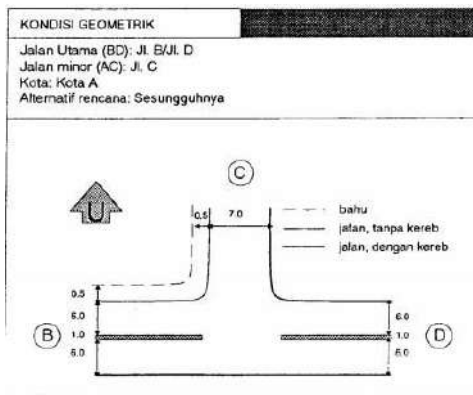 KONDISI GEOMETRIK
Jalan Utama (BD): Jl. B/Jl. D
Jalan minor (AC): Jl. C
Kota: Kota A
Alternatif rencana: Sesungguhnya
C
U
0.5 7.0
bahu
jalan, tanpa kereb
jalan, dengan kereb
0.5
6.0 6.0
B 1.0 1.0 D
6.0 6.0